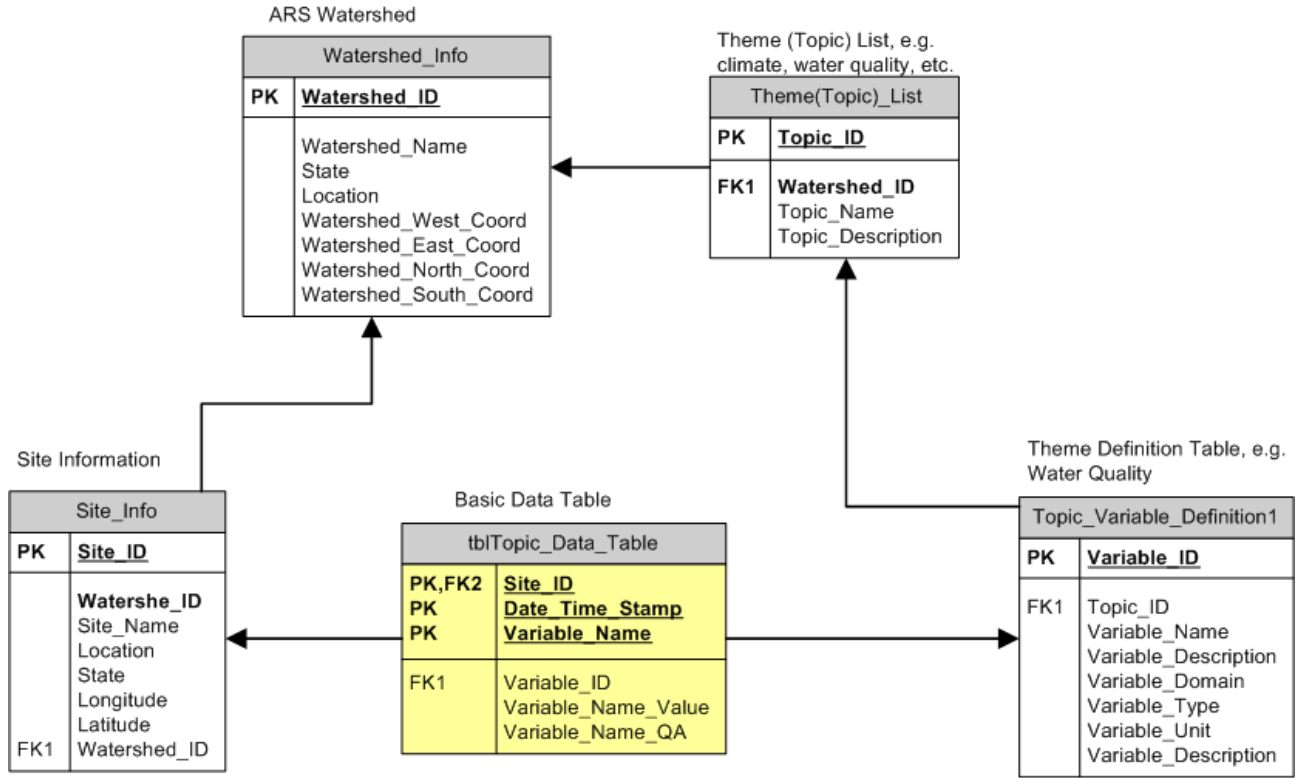 ARS Watershed
Watershed_Info
PK Watershed_ID
Watershed_Name
State
Location
Watershed_West_Coord
Watershed_East_Coord
Watershed_North_Coord
Watershed_South_Coord
Theme (Topic) List, e.g.
climate, water quality, etc.
Theme(Topic)_List
PK Topic_ID
FK1 Watershed_ID
Topic_Name
Topic_Description
Site Information
Site_Info
PK Site_ID
Watershe_ID
Site_Name
Location
State
Longitude
Latitude
FK1 Watershed_ID
Basic Data Table
tblTopic_Data_Table
PK,FK2 Site_ID
PK Date_Time_Stamp
PK Variable_Name
FK1 Variable_ID
Variable_Name_Value
Variable_Name_QA
Theme Definition Table, e.g.
Water Quality
Topic_Variable_Definition1
PK Variable_ID
FK1 Topic_ID
Variable_Name
Variable_Description
Variable_Domain
Variable_Type
Variable_Unit
Variable_Description